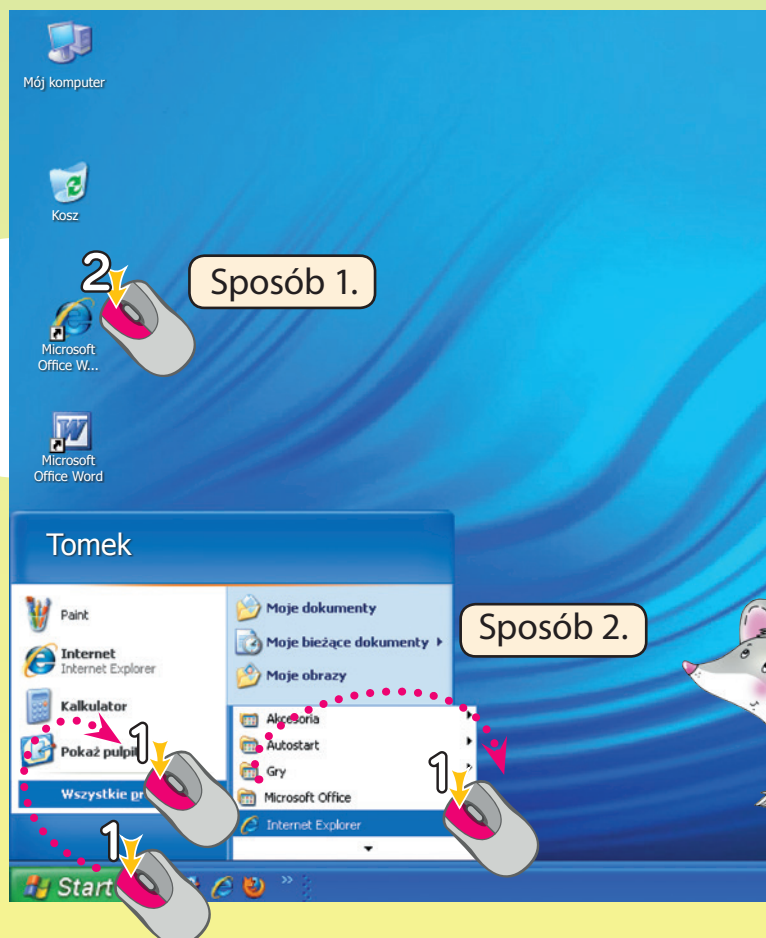 Mój komputer
Kosz
2
Sposób 1.
Microsoft
Office W...
Microsoft
Office Word
Tomek
Paint
Internet
Internet Explorer
Kalkulator
Pokaż pulpi
1
Wszystkie pr
Moje dokumenty
Moje bieżące dokumenty
Moje obrazy
Sposób 2.
Akcesoria
Autostart
Gry
Microsoft Office
Internet Explorer
1
1
Start
»